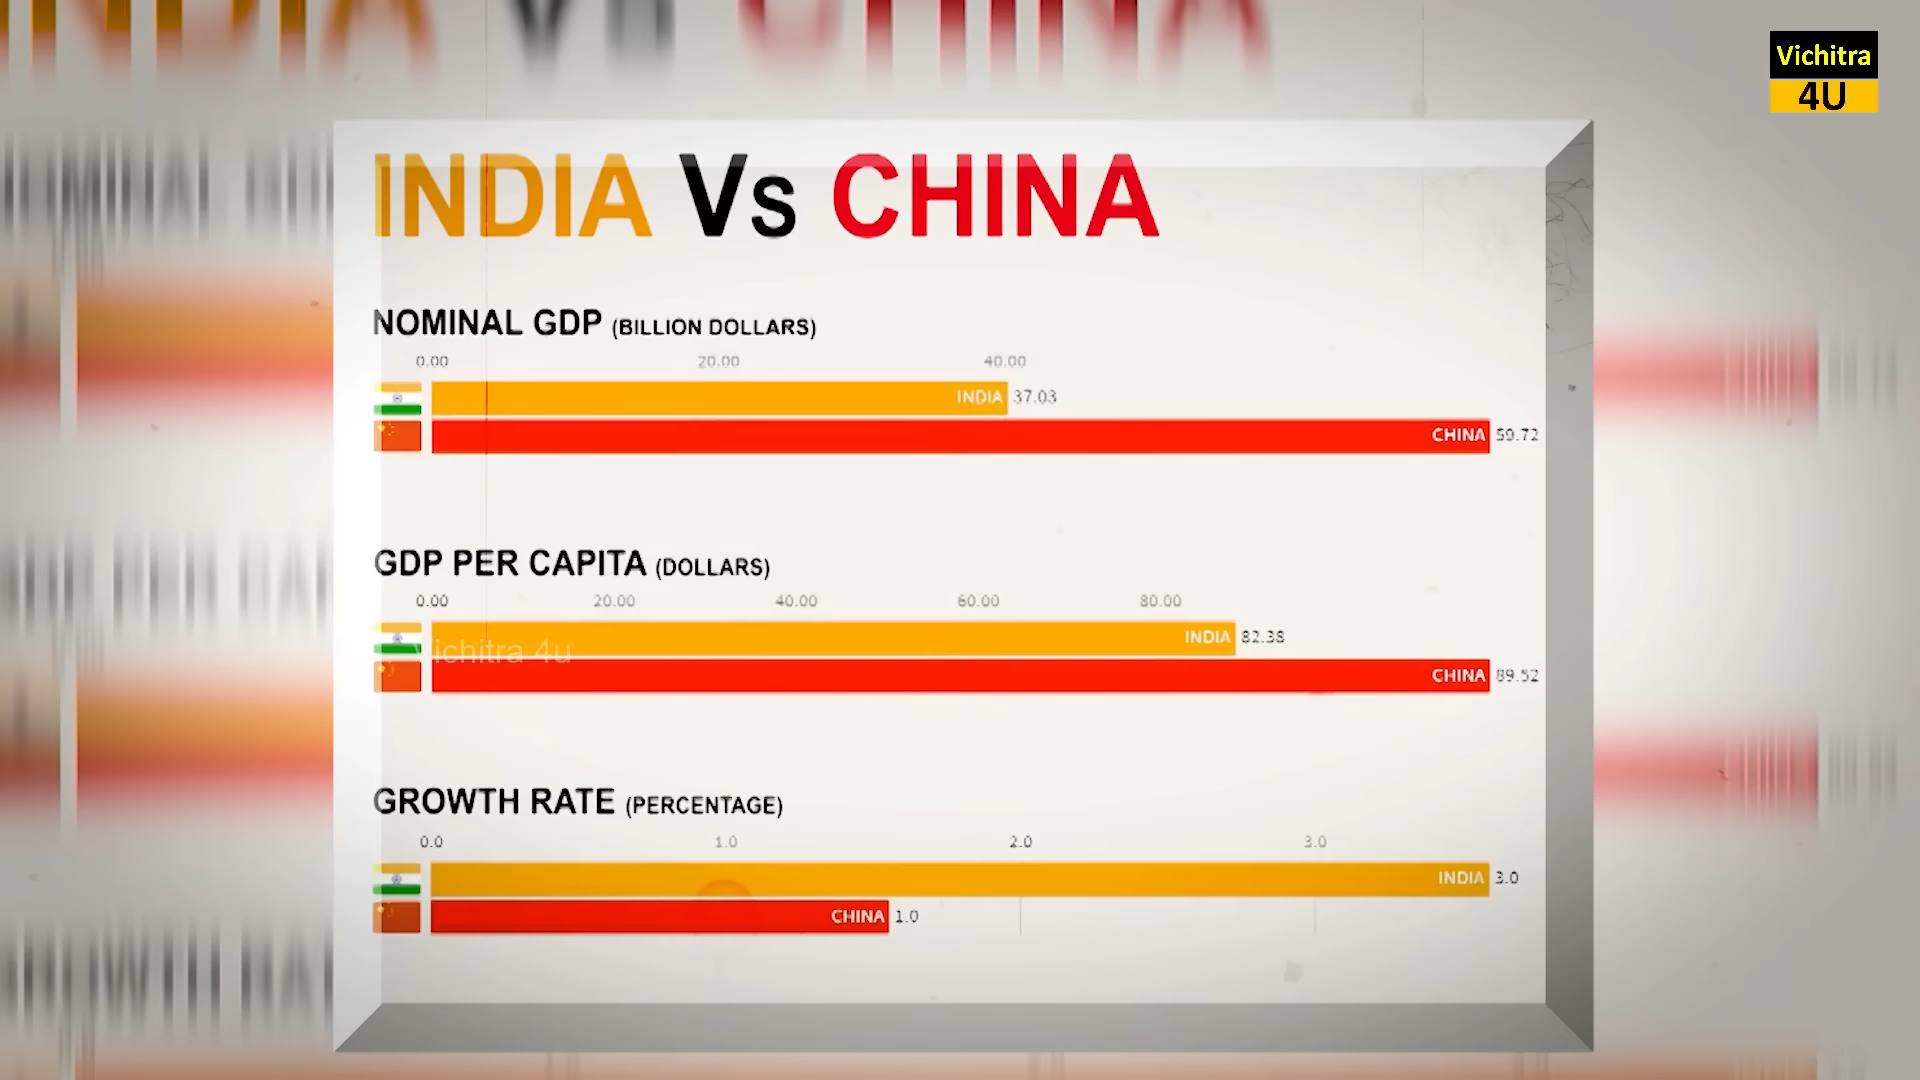 Vichitra
4U
INDIA Vs CHINA
NOMINAL GDP (BILLION DOLLARS)
0.00 20.00 40.00
INDIA 37.03
CHINA 59.72
GDP PER CAPITA (DOLLARS)
0.00 20.00 40.00 60.00 80.00
INDIA 82.38
Vichitra 4u
CHINA 89.52
GROWTH RATE (PERCENTAGE)
0.0 1.0 2.0 3.0
INDIA 3.0
CHINA 1.0